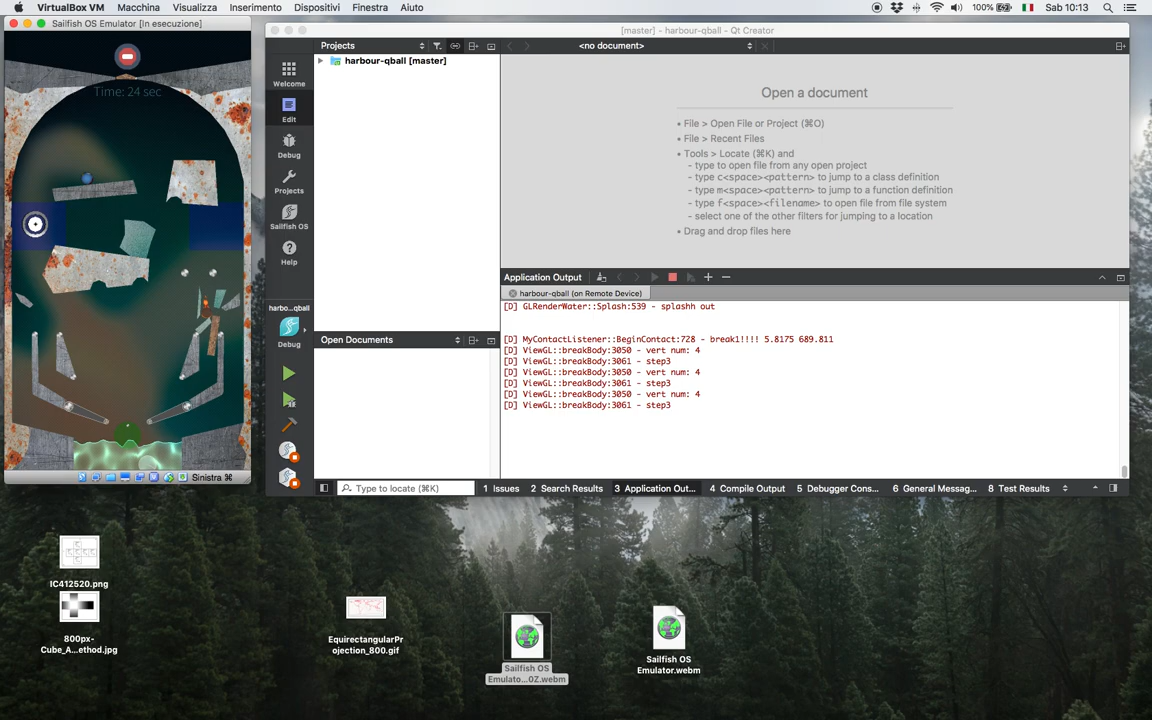 VirtualBox VM Macchina Visualizza Inserimento Dispositivi Finestra Aiuto 100% Sab 10:13
Sailfish OS Emulator [In esecuzione]
Time: 24 sec
Sinistra ⌘
[master] - harbour-qball - Qt Creator
Projects
<no document>
harbour-qball [master]
Welcome
Edit
Debug
Projects
Sailfish OS
Help
harbo...qball
Debug
Open Documents
Open a document
• File > Open File or Project (⌘O)
• File > Recent Files
• Tools > Locate (⌘K) and
- type to open file from any open project
- type c<space><pattern> to jump to a class definition
- type m<space><pattern> to jump to a function definition
- type f<space><filename> to open file from file system
- select one of the other filters for jumping to a location
• Drag and drop files here
Application Output
harbour-qball (on Remote Device)
[D] GLRenderWater::Splash:539 - splashh out
[D] MyContactListener::BeginContact:728 - break1!!!! 5.8175 689.811
[D] ViewGL::breakBody:3050 - vert num: 4
[D] ViewGL::breakBody:3061 - step3
[D] ViewGL::breakBody:3050 - vert num: 4
[D] ViewGL::breakBody:3061 - step3
[D] ViewGL::breakBody:3050 - vert num: 4
[D] ViewGL::breakBody:3061 - step3
Type to locate (⌘K)
1 Issues 2 Search Results 3 Application Out... 4 Compile Output 5 Debugger Cons... 6 General Messag... 8 Test Results
IC412520.png
800px-
Cube_A...ethod.jpg
EquirectangularPr
ojection_800.gif
Sailfish OS
Emulato...0Z.webm
Sailfish OS
Emulator.webm